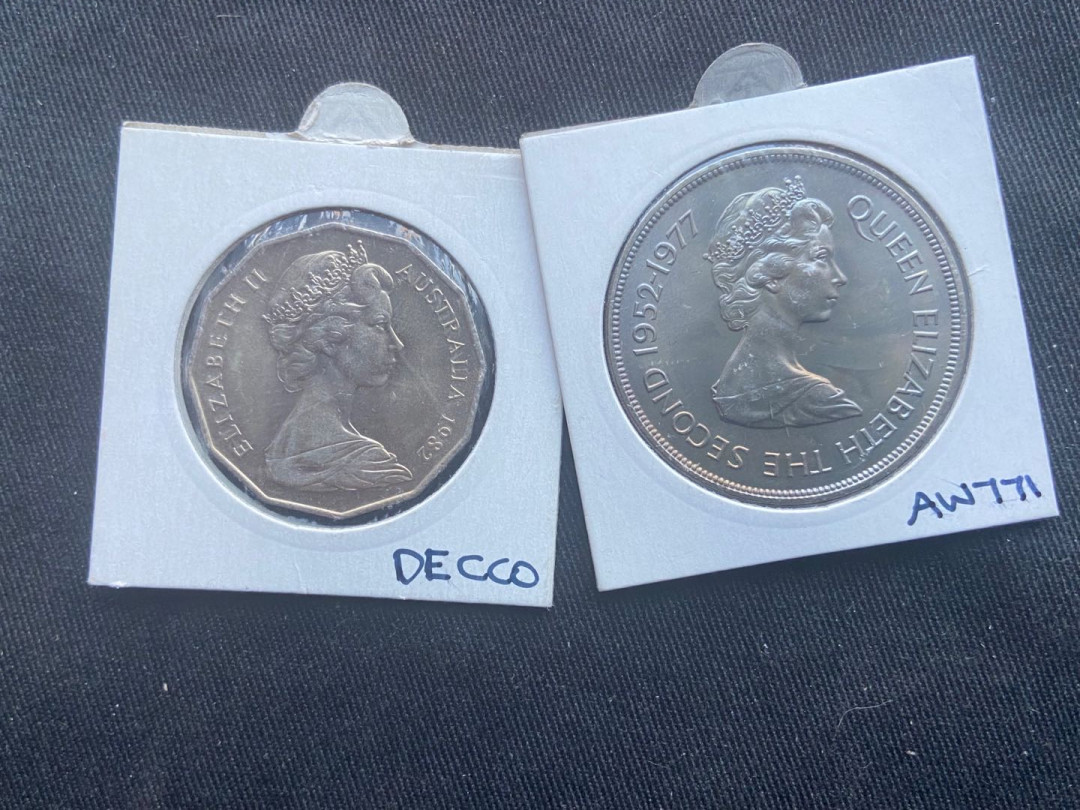 ELIZABETH II
AUSTRALIA 1982
DECCO
QUEEN ELIZABETH THE SECOND 1952-1977
AW771